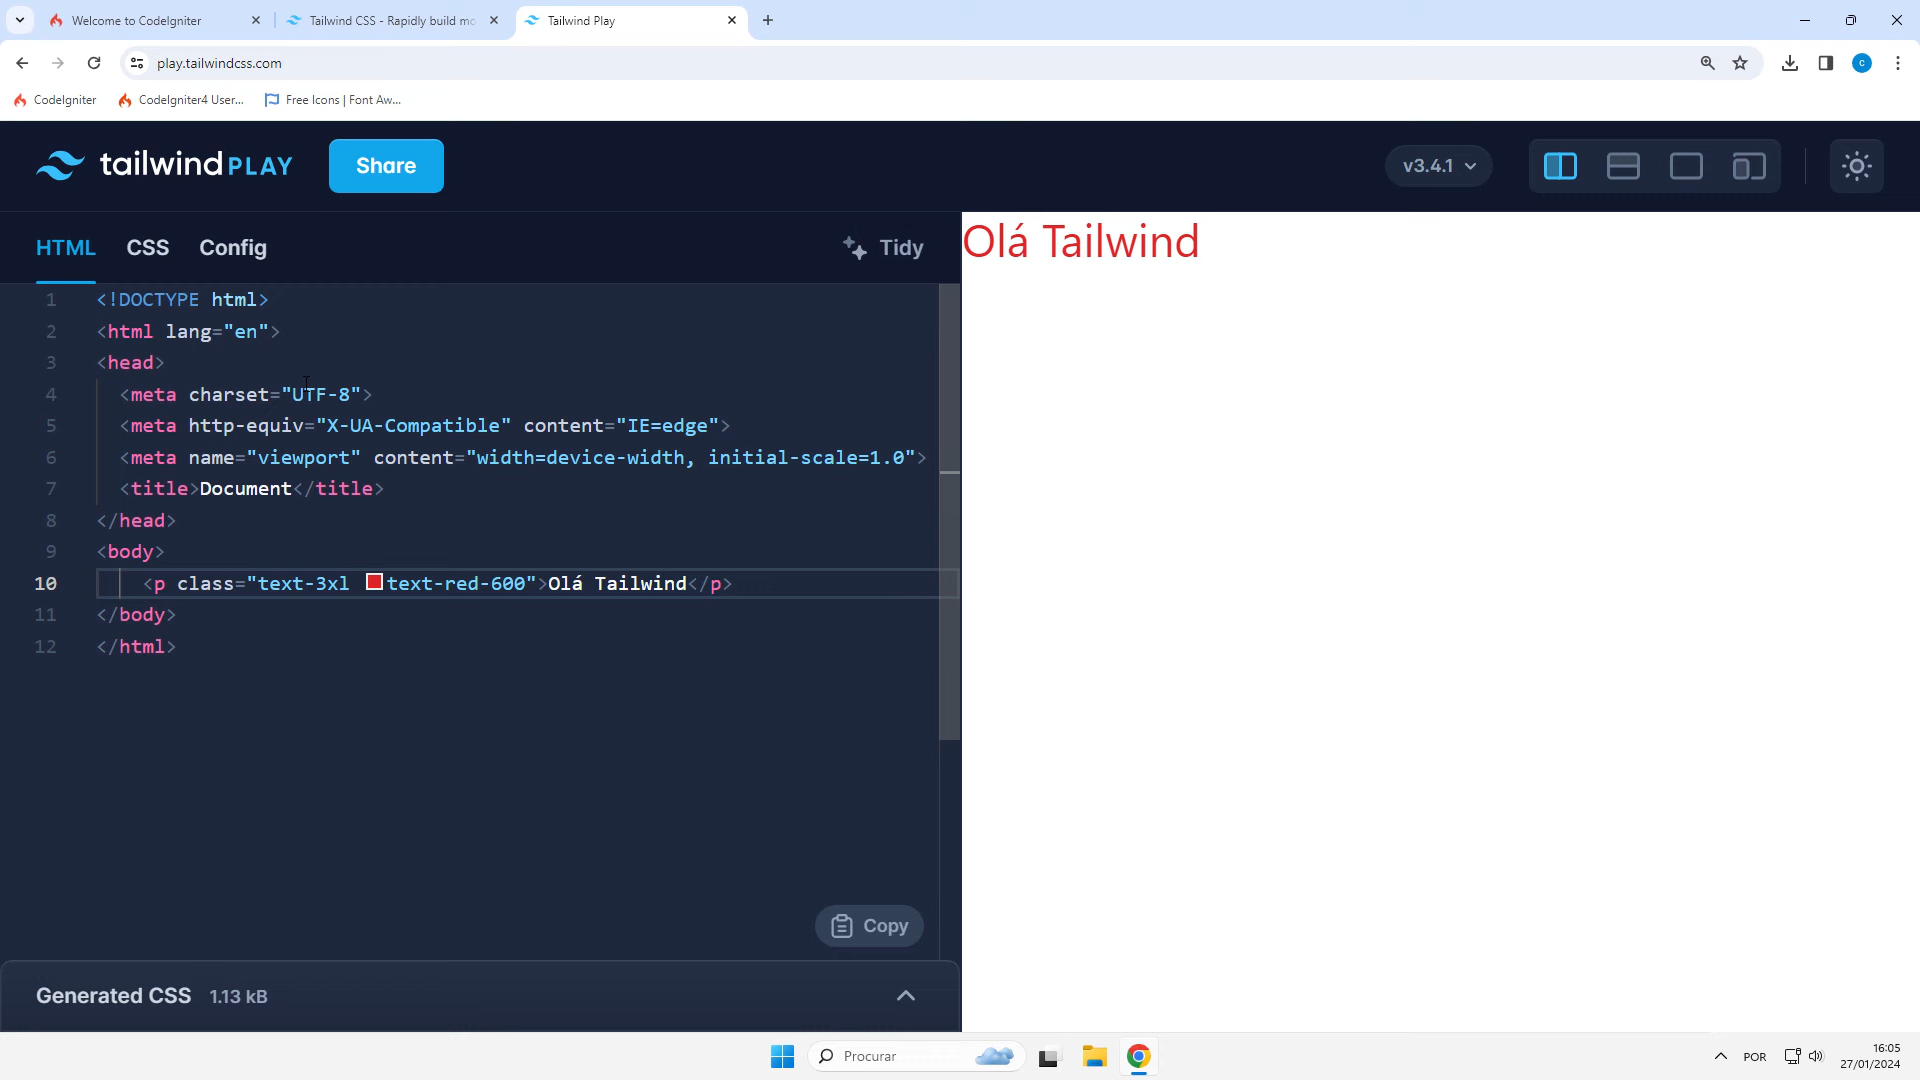 Welcome to CodeIgniter
Tailwind CSS - Rapidly build mo
Tailwind Play
play.tailwindcss.com
C
CodeIgniter
CodeIgniter4 User...
Free Icons | Font Aw...
tailwind PLAY
Share
v3.4.1
HTML
CSS
Config
Tidy
1 <!DOCTYPE html>
2 <html lang="en">
3 <head>
4 <meta charset="UTF-8">
5 <meta http-equiv="X-UA-Compatible" content="IE=edge">
6 <meta name="viewport" content="width=device-width, initial-scale=1.0">
7 <title>Document</title>
8 </head>
9 <body>
10 <p class="text-3xl text-red-600">Olá Tailwind</p>
11 </body>
12 </html>
Copy
Generated CSS 1.13 kB
Olá Tailwind
Procurar
POR
16:05
27/01/2024